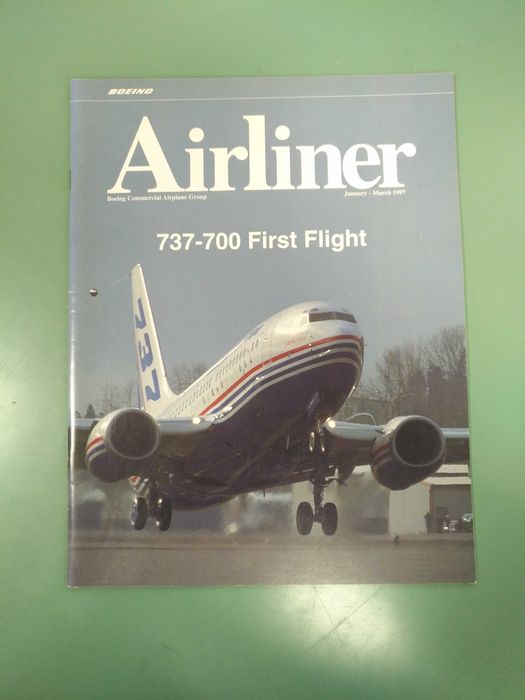 BOEING
Airliner
Boeing Commercial Airplane Group
January - March 1997
737-700 First Flight
737